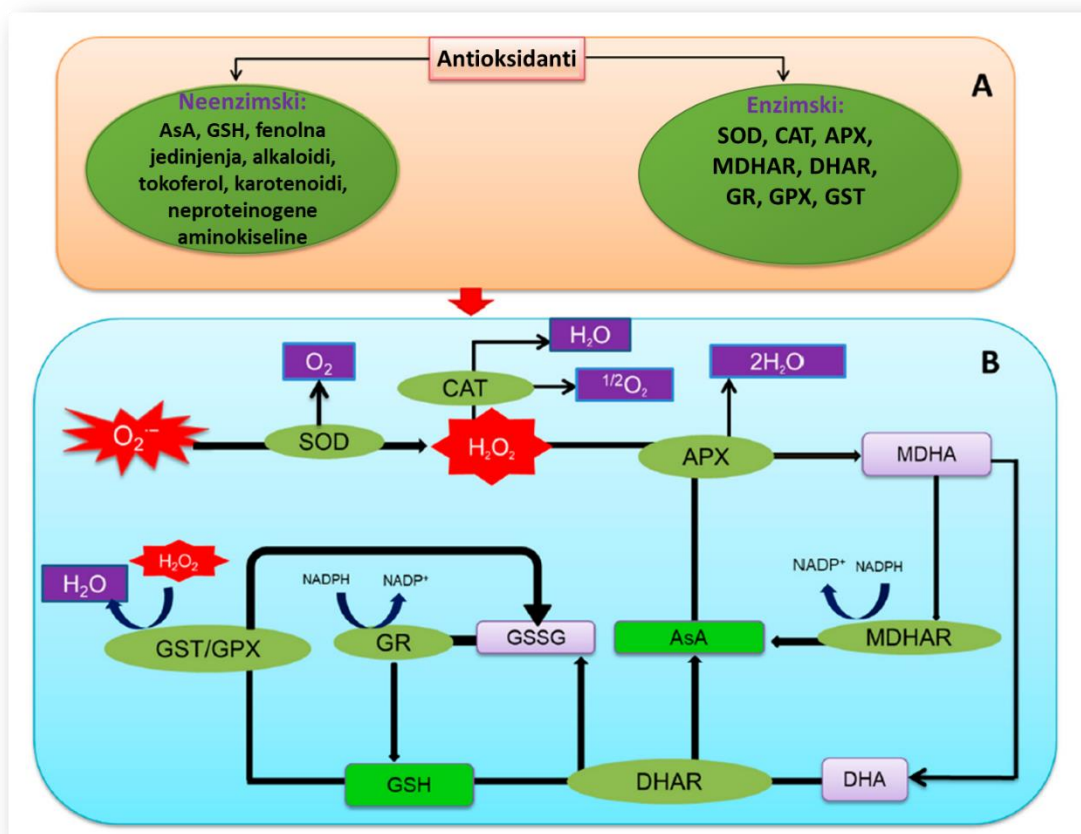 Antioksidanti
A
Neenzimski:
AsA, GSH, fenolna
jedinjenja, alkaloidi,
tokoferol, karotenoidi,
neproteinogene
aminokiseline
Enzimski:
SOD, CAT, APX,
MDHAR, DHAR,
GR, GPX, GST
B
O₂
H₂O
CAT
1/2O₂
2H₂O
O₂·⁻
SOD
H₂O₂
APX
MDHA
H₂O
H₂O₂
NADPH
NADP⁺
NADP⁺
NADPH
GST/GPX
GR
GSSG
AsA
MDHAR
GSH
DHAR
DHA